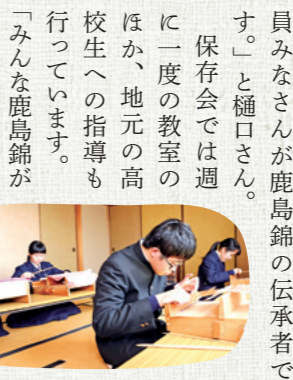 員みなさんが鹿島錦の伝承者で
す。」と樋口さん。
　保存会では週
に一度の教室の
ほか、地元の高
校生への指導も
行っています。
「みんな鹿島錦が